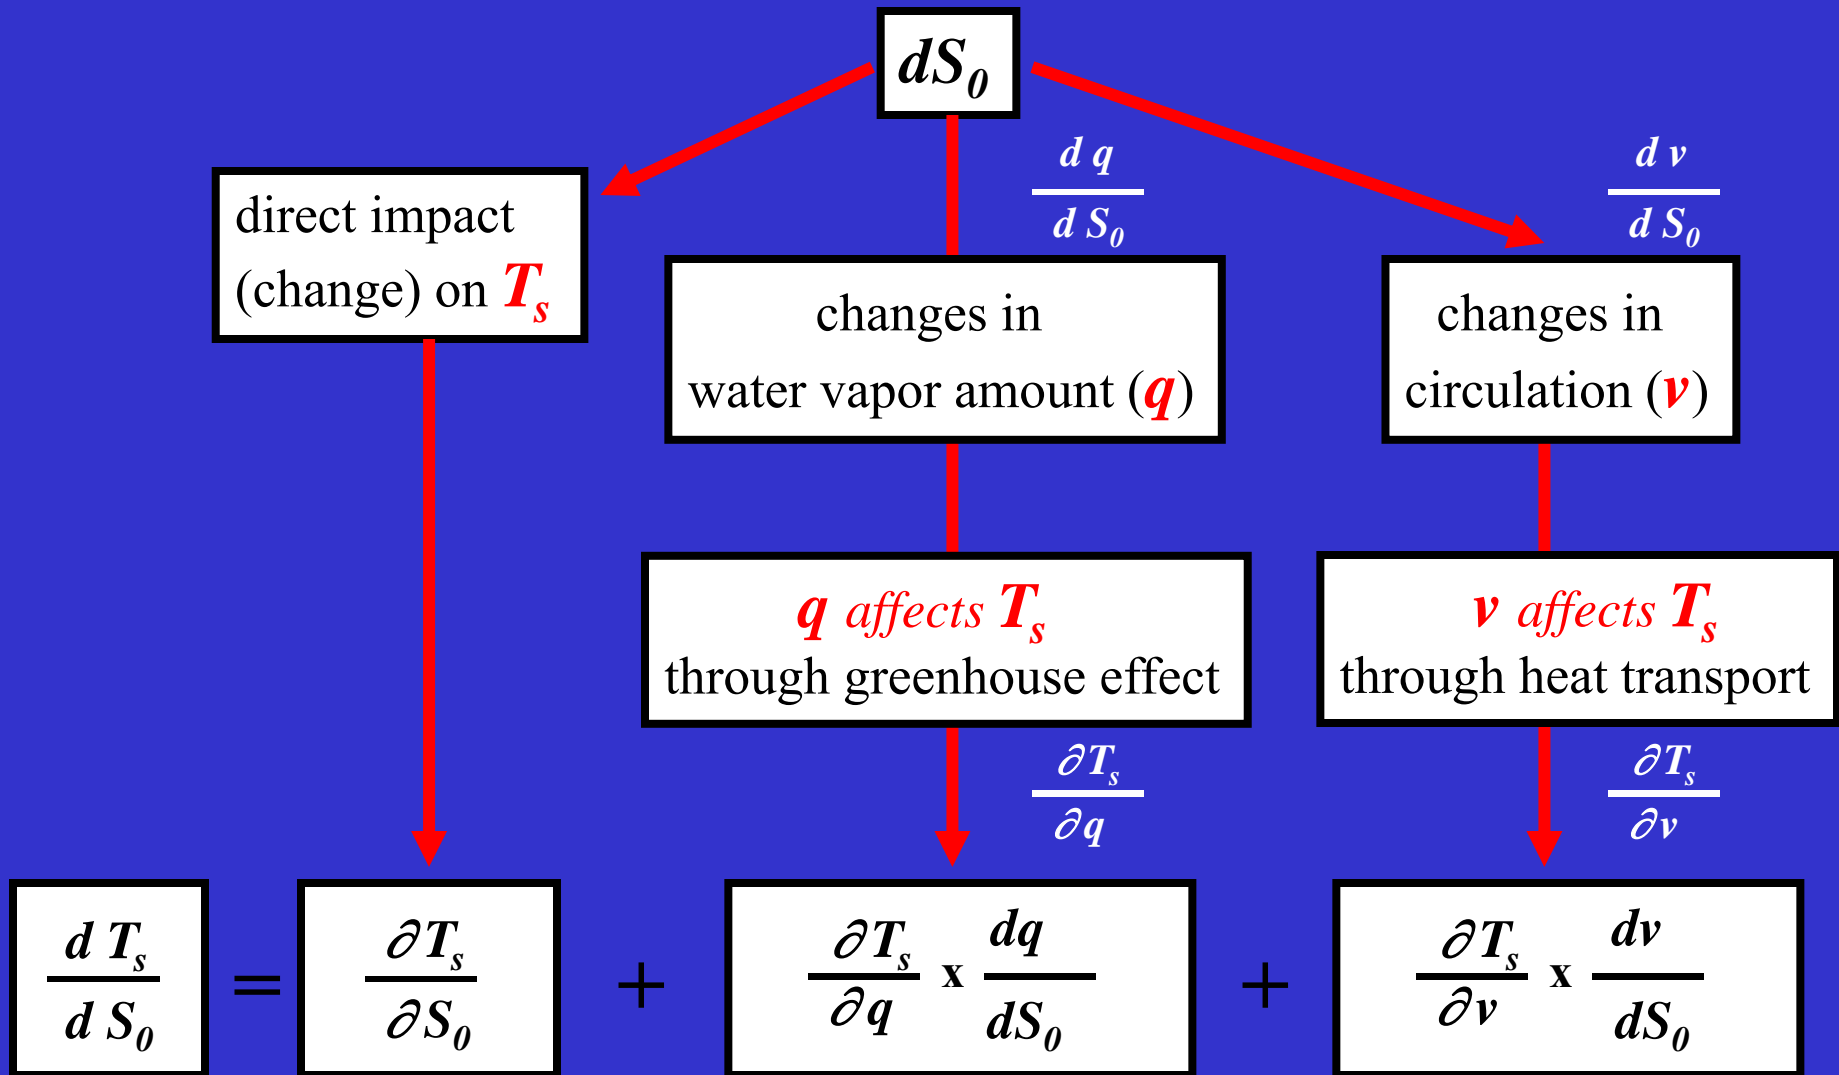 dS₀
d q
d S₀
d v
d S₀
direct impact
(change) on Tₛ
changes in
water vapor amount (q)
changes in
circulation (v)
q affects Tₛ
through greenhouse effect
v affects Tₛ
through heat transport
∂Tₛ
∂q
∂Tₛ
∂v
d Tₛ
d S₀
=
∂Tₛ
∂S₀
+
∂Tₛ
∂q
x
dq
dS₀
+
∂Tₛ
∂v
x
dv
dS₀